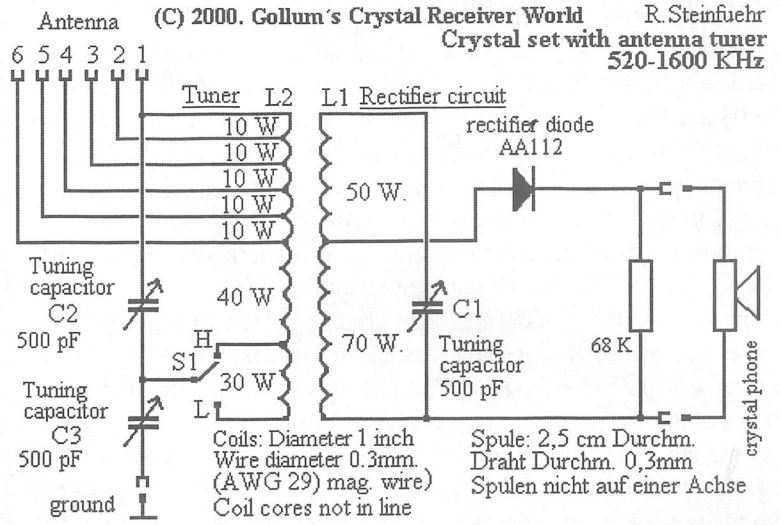 (C) 2000. Gollum´s Crystal Receiver World R.Steinfuehr
Crystal set with antenna tuner
520-1600 KHz
Antenna
6 5 4 3 2 1
Tuner L2 L1 Rectifier circuit
rectifier diode
AA112
10 W
10 W
10 W
10 W
10 W
50 W.
40 W
70 W.
30 W
Tuning
capacitor
C2
500 pF
H
S1
L
C1
Tuning
capacitor
500 pF
68 K
crystal phone
Tuning
capacitor
C3
500 pF
ground
Coils: Diameter 1 inch
Wire diameter 0.3mm.
(AWG 29) mag. wire)
Coil cores not in line
Spule: 2,5 cm Durchm.
Draht Durchm. 0,3mm
Spulen nicht auf einer Achse